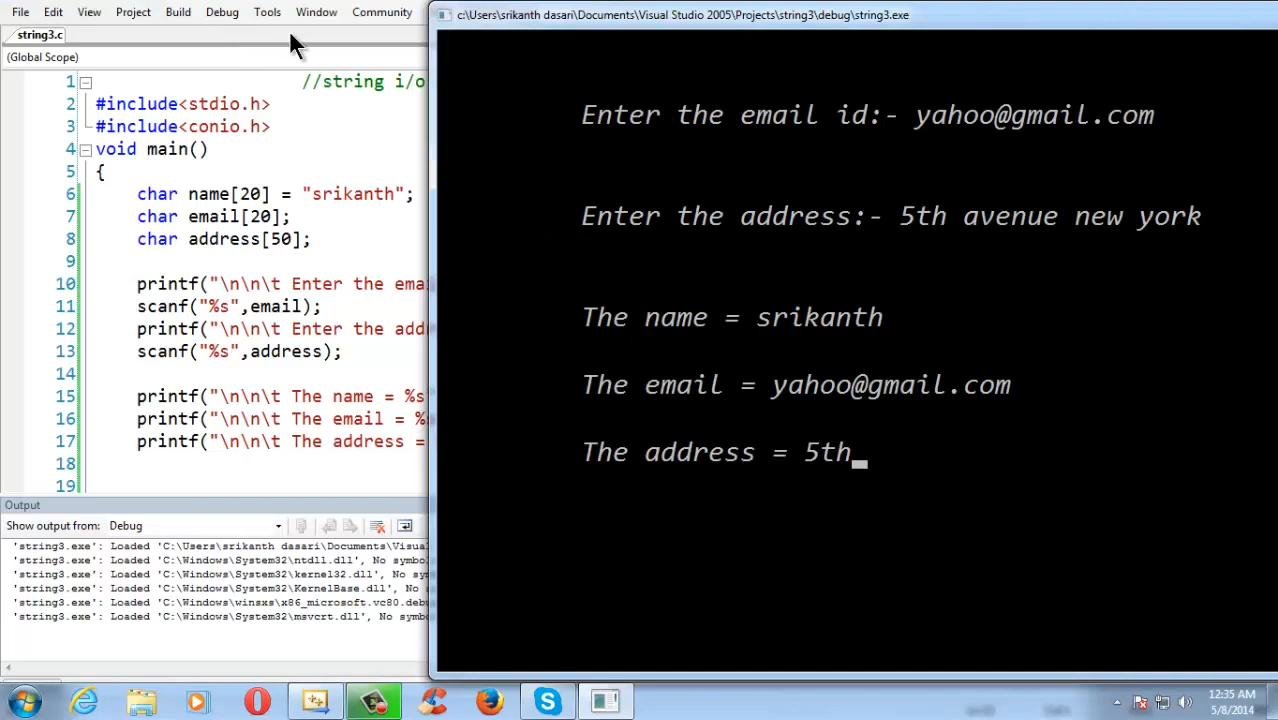 File Edit View Project Build Debug Tools Window Community
c:\Users\srikanth dasari\Documents\Visual Studio 2005\Projects\string3\debug\string3.exe
string3.c
(Global Scope)
1 //string i/o
2 #include<stdio.h>
3 #include<conio.h>
4 void main()
5 {
6 char name[20] = "srikanth";
7 char email[20];
8 char address[50];
9
10 printf("\n\n\t Enter the ema
11 scanf("%s",email);
12 printf("\n\n\t Enter the add
13 scanf("%s",address);
14
15 printf("\n\n\t The name = %s
16 printf("\n\n\t The email = %
17 printf("\n\n\t The address =
18
19
Enter the email id:- yahoo@gmail.com
Enter the address:- 5th avenue new york
The name = srikanth
The email = yahoo@gmail.com
The address = 5th_
Output
Show output from: Debug
'string3.exe': Loaded 'C:\Users\srikanth dasari\Documents\Visual
'string3.exe': Loaded 'C:\Windows\System32\ntdll.dll', No symbo
'string3.exe': Loaded 'C:\Windows\System32\kernel32.dll', No sy
'string3.exe': Loaded 'C:\Windows\System32\KernelBase.dll', No s
'string3.exe': Loaded 'C:\Windows\winsxs\x86_microsoft.vc80.deb
'string3.exe': Loaded 'C:\Windows\System32\msvcrt.dll', No symb
12:35 AM
5/8/2014